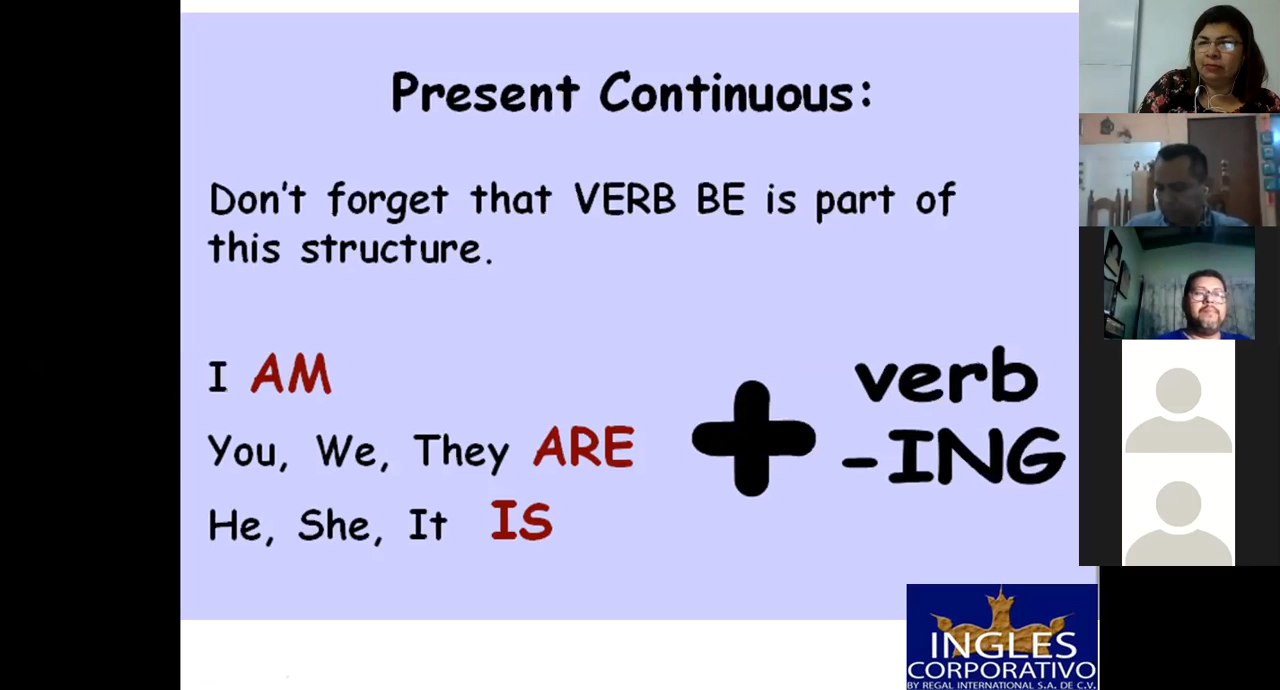 Present Continuous:
Don't forget that VERB BE is part of
this structure.
I AM
You, We, They ARE
He, She, It IS
verb
-ING
INGLES
CORPORATIVO
BY REGAL INTERNATIONAL S.A. DE C.V.